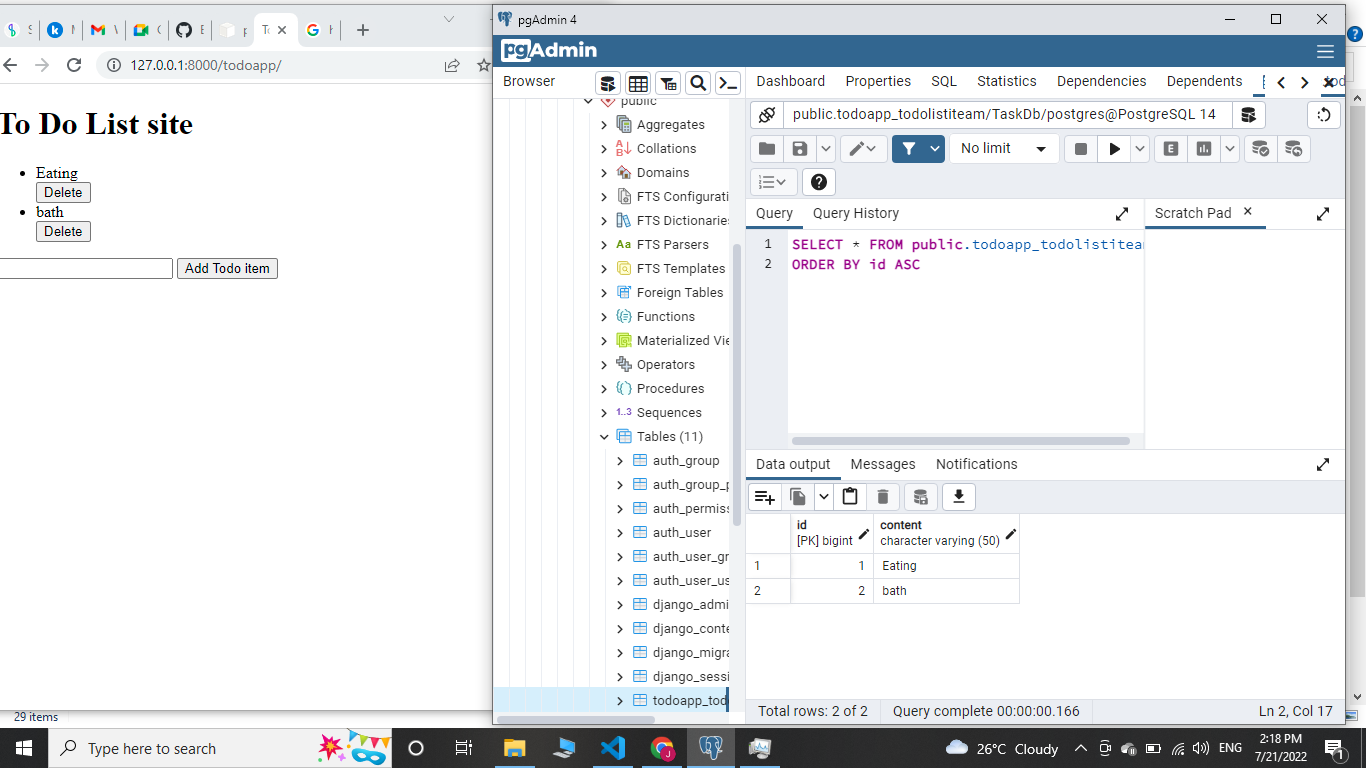 To
127.0.0.1:8000/todoapp/
To Do List site
Eating
Delete
bath
Delete
Add Todo item
29 items
pgAdmin 4
pgAdmin
Browser
public
Aggregates
Collations
Domains
FTS Configurati
FTS Dictionarie
FTS Parsers
FTS Templates
Foreign Tables
Functions
Materialized Vie
Operators
Procedures
1..3 Sequences
Tables (11)
auth_group
auth_group_p
auth_permiss
auth_user
auth_user_gr
auth_user_us
django_admi
django_conte
django_migra
django_sessi
todoapp_tod
Dashboard Properties SQL Statistics Dependencies Dependents
public.todoapp_todolistiteam/TaskDb/postgres@PostgreSQL 14
No limit
Query Query History
Scratch Pad
1 SELECT * FROM public.todoapp_todolistitea
2 ORDER BY id ASC
Data output Messages Notifications
id content
[PK] bigint character varying (50)
1 1 Eating
2 2 bath
Total rows: 2 of 2 Query complete 00:00:00.166 Ln 2, Col 17
Type here to search
26°C Cloudy
ENG
2:18 PM
7/21/2022